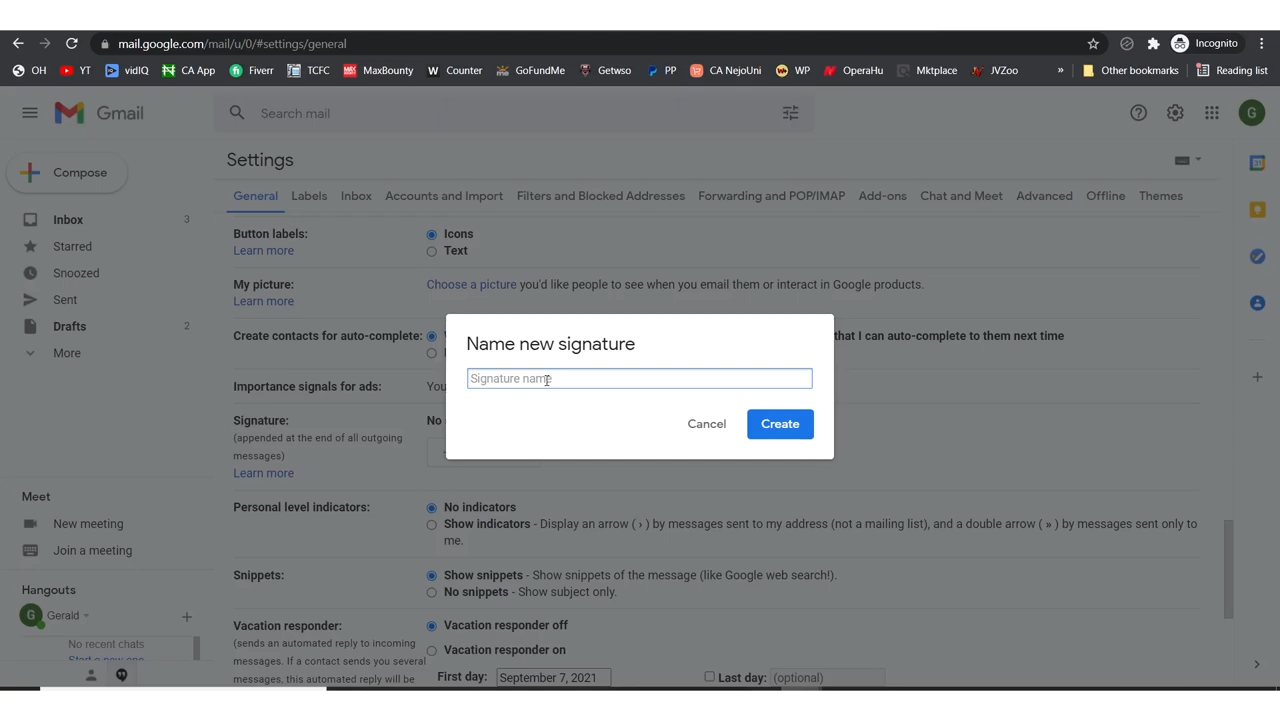 mail.google.com/mail/u/0/#settings/general
Incognito
OH YT vidIQ CA App Fiverr TCFC MaxBounty Counter GoFundMe Getwso PP CA NejoUni WP OperaHu Mktplace JVZoo » Other bookmarks Reading list
Gmail
Search mail
G
Compose
Settings
General Labels Inbox Accounts and Import Filters and Blocked Addresses Forwarding and POP/IMAP Add-ons Chat and Meet Advanced Offline Themes
Inbox 3
Starred
Snoozed
Sent
Drafts 2
More
Button labels: Icons
Learn more Text
My picture: Choose a picture you'd like people to see when you email them or interact in Google products.
Learn more
Create contacts for auto-complete: that I can auto-complete to them next time
Name new signature
Signature name
Cancel Create
Importance signals for ads: You
Signature: No
(appended at the end of all outgoing
messages)
Learn more
Personal level indicators: No indicators
Show indicators - Display an arrow ( › ) by messages sent to my address (not a mailing list), and a double arrow ( » ) by messages sent only to
me.
Snippets: Show snippets - Show snippets of the message (like Google web search!).
No snippets - Show subject only.
Vacation responder: Vacation responder off
(sends an automated reply to incoming
messages. If a contact sends you several Vacation responder on
messages, this automated reply will be First day: September 7, 2021 Last day: (optional)
Meet
New meeting
Join a meeting
Hangouts
G Gerald
No recent chats
Start a new one